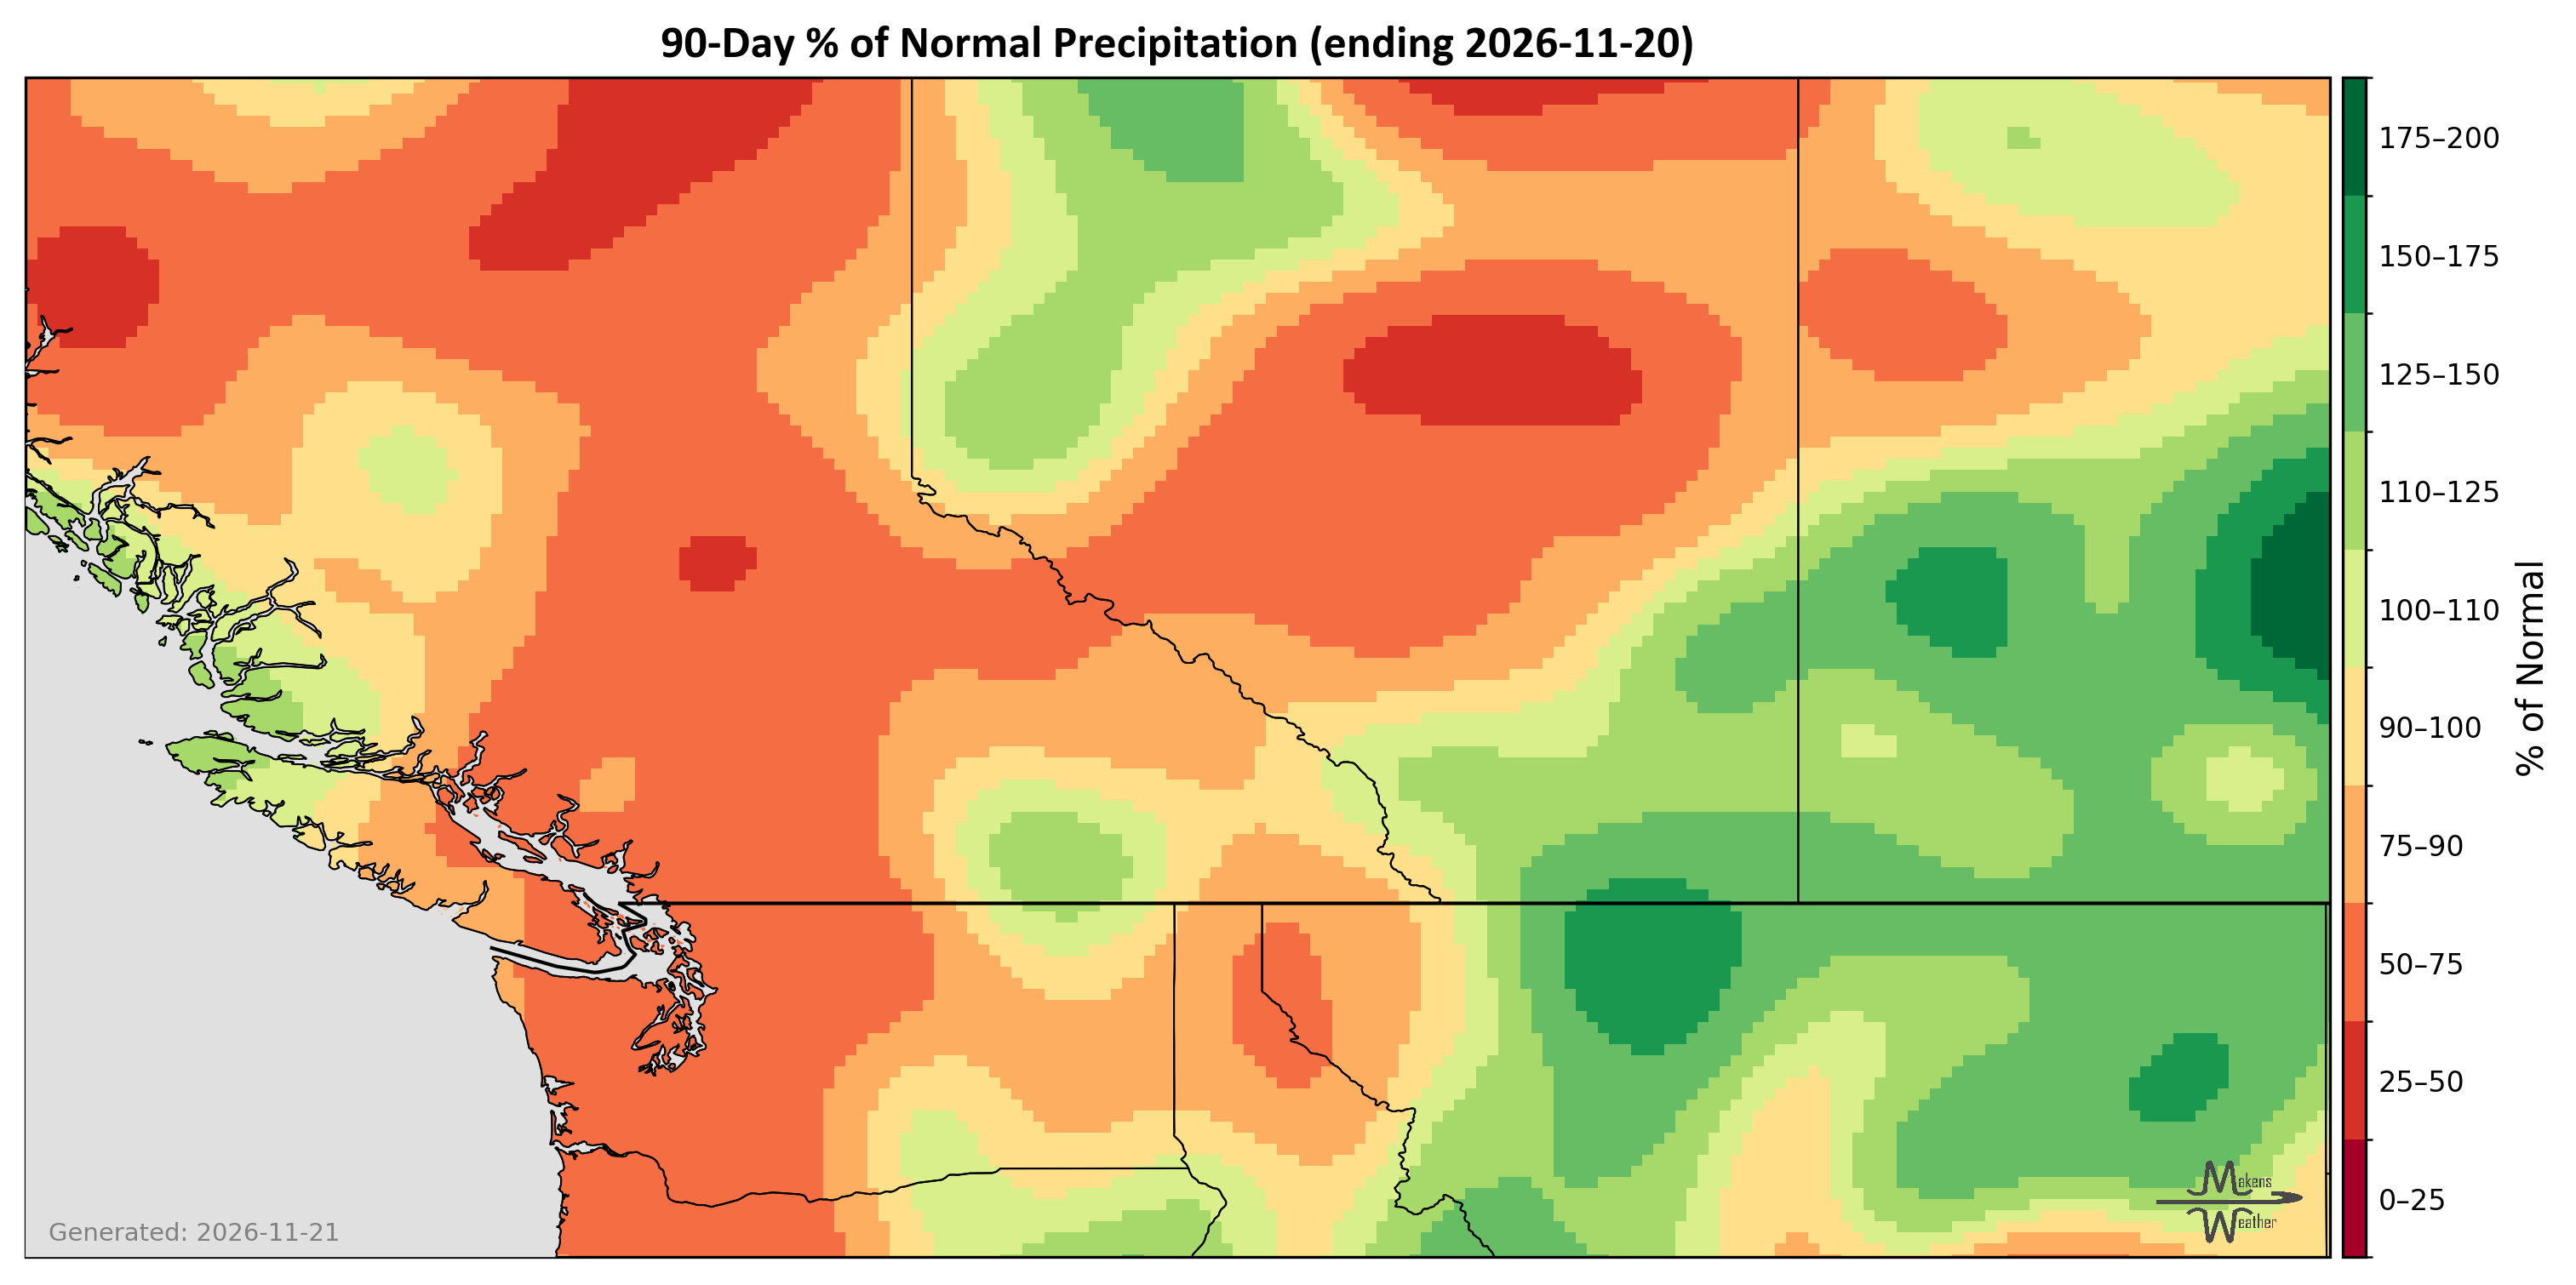 90-Day % of Normal Precipitation (ending 2026-11-20)
175–200
150–175
125–150
110–125
100–110
90–100
75–90
50–75
25–50
0–25
% of Normal
Makens
Weather
Generated: 2026-11-21